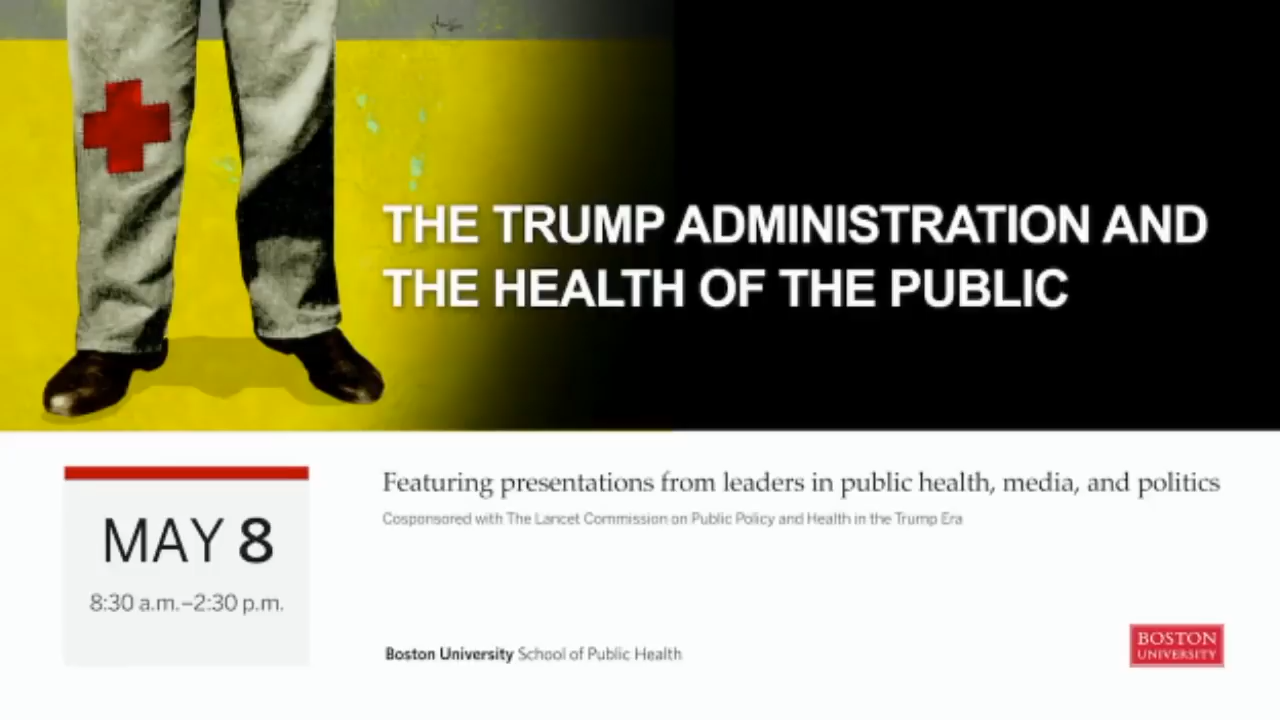 THE TRUMP ADMINISTRATION AND
THE HEALTH OF THE PUBLIC
MAY 8
8:30 a.m.–2:30 p.m.
Featuring presentations from leaders in public health, media, and politics
Cosponsored with The Lancet Commission on Public Policy and Health in the Trump Era
Boston University School of Public Health
BOSTON
UNIVERSITY